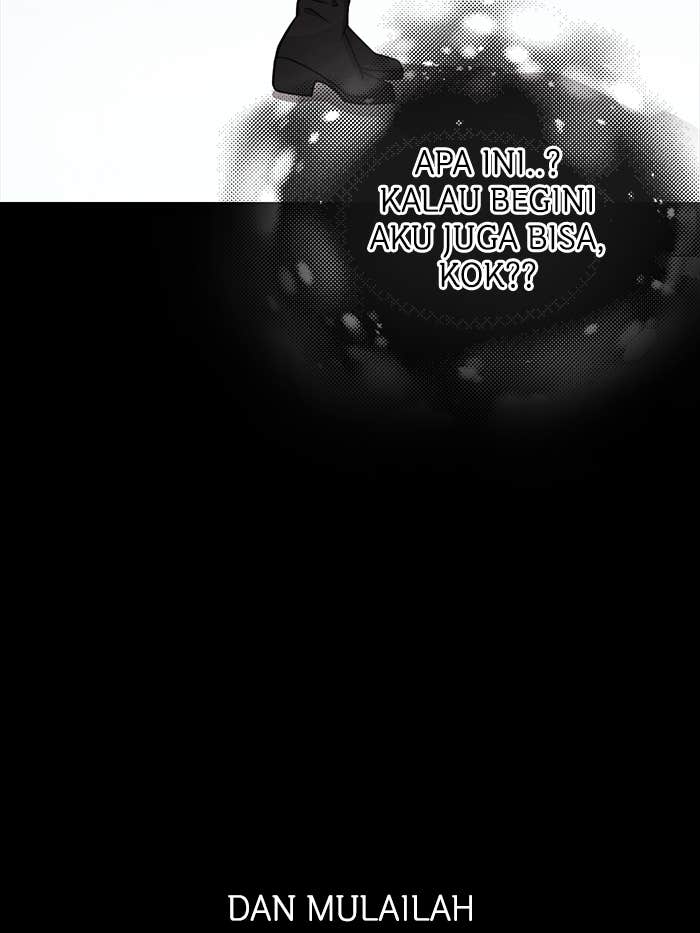 APA INI..?
KALAU BEGINI
AKU JUGA BISA,
KOK??
DAN MULAILAH